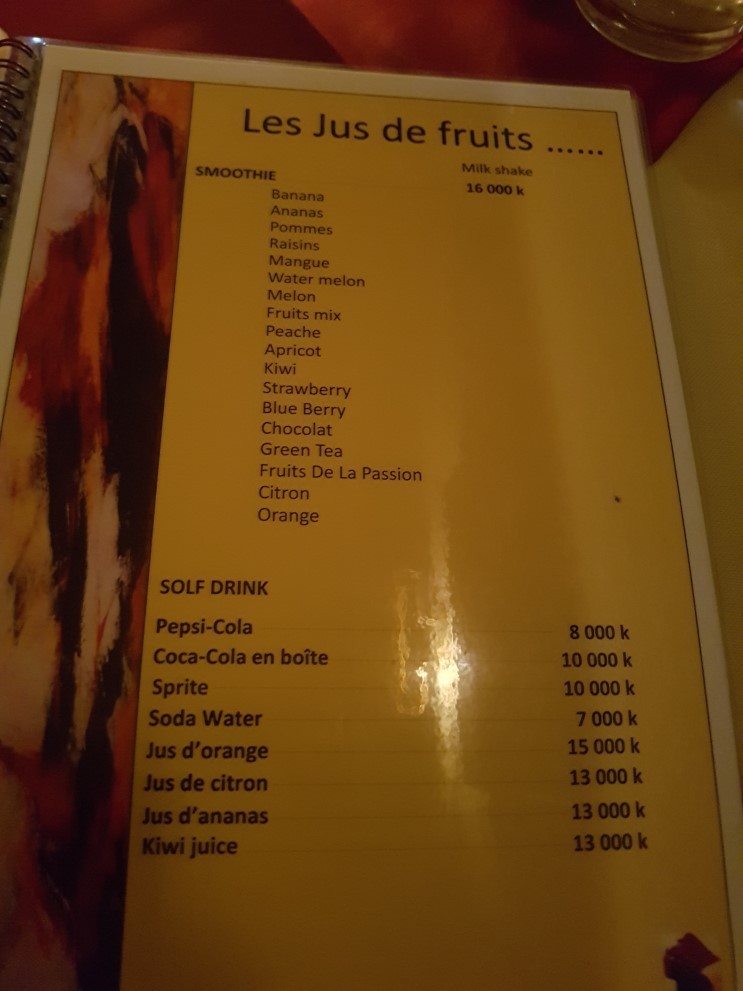 Les Jus de fruits ......
SMOOTHIE
Milk shake
16 000 k
Banana
Ananas
Pommes
Raisins
Mangue
Water melon
Melon
Fruits mix
Peache
Apricot
Kiwi
Strawberry
Blue Berry
Chocolat
Green Tea
Fruits De La Passion
Citron
Orange
SOLF DRINK
Pepsi-Cola 8 000 k
Coca-Cola en boîte 10 000 k
Sprite 10 000 k
Soda Water 7 000 k
Jus d'orange 15 000 k
Jus de citron 13 000 k
Jus d'ananas 13 000 k
Kiwi juice 13 000 k